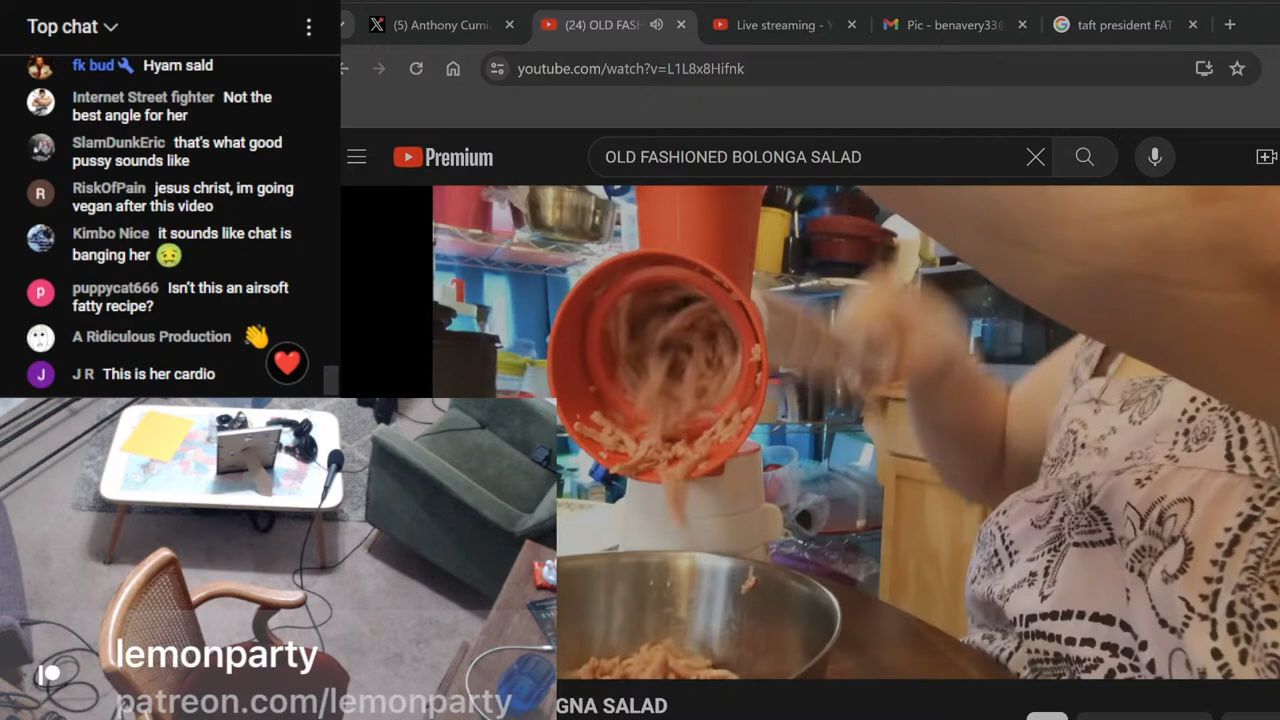 Top chat
fk bud Hyam sald
Internet Street fighter Not the
best angle for her
SlamDunkEric that's what good
pussy sounds like
R RiskOfPain jesus christ, im going
vegan after this video
Kimbo Nice it sounds like chat is
banging her
p puppycat666 Isn't this an airsoft
fatty recipe?
A Ridiculous Production
J J R This is her cardio
(5) Anthony Cumi
(24) OLD FASH
Live streaming - Y
Pic - benavery33@
taft president FAT
youtube.com/watch?v=L1L8x8Hifnk
Premium
OLD FASHIONED BOLONGA SALAD
lemonparty
patreon.com/lemonparty
GNA SALAD